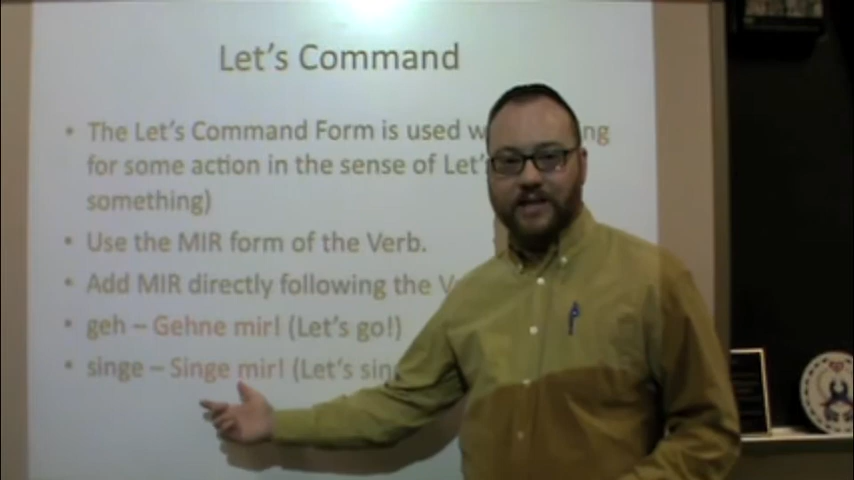 Let's Command
• The Let's Command Form is used
for some action in the sense of Let's
something)
• Use the MIR form of the Verb.
• Add MIR directly following the
• geh – Gehne mir! (Let's go!)
• singe – Singe mir! (Let's